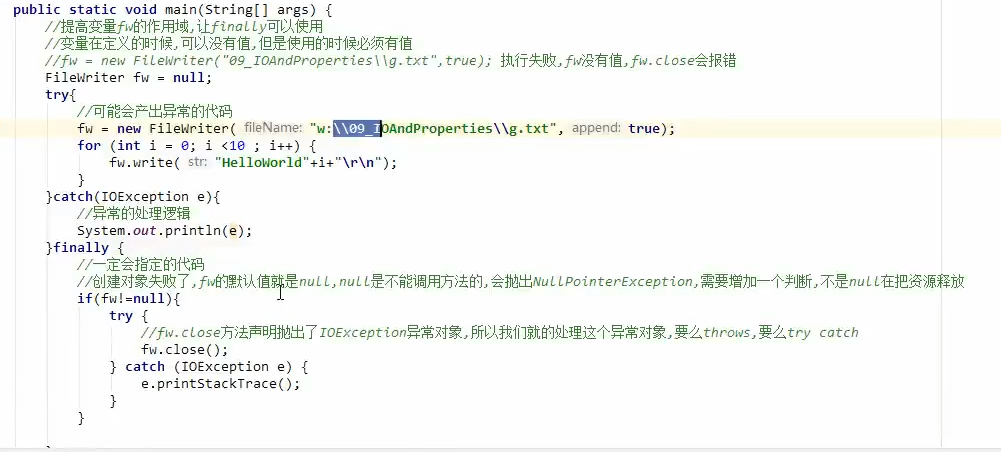 public static void main(String[] args) {
//提高变量fw的作用域,让finally可以使用
//变量在定义的时候,可以没有值,但是使用的时候必须有值
//fw = new FileWriter("09_IOAndProperties\\g.txt",true); 执行失败,fw没有值,fw.close会报错
FileWriter fw = null;
try{
//可能会产出异常的代码
fw = new FileWriter( fileName: "w:\\09_IOAndProperties\\g.txt", append: true);
for (int i = 0; i <10 ; i++) {
fw.write( str: "HelloWorld"+i+"\r\n");
}
}catch(IOException e){
//异常的处理逻辑
System.out.println(e);
}finally {
//一定会指定的代码
//创建对象失败了,fw的默认值就是null,null是不能调用方法的,会抛出NullPointerException,需要增加一个判断,不是null在把资源释放
if(fw!=null){
try {
//fw.close方法声明抛出了IOException异常对象,所以我们就的处理这个异常对象,要么throws,要么try catch
fw.close();
} catch (IOException e) {
e.printStackTrace();
}
}